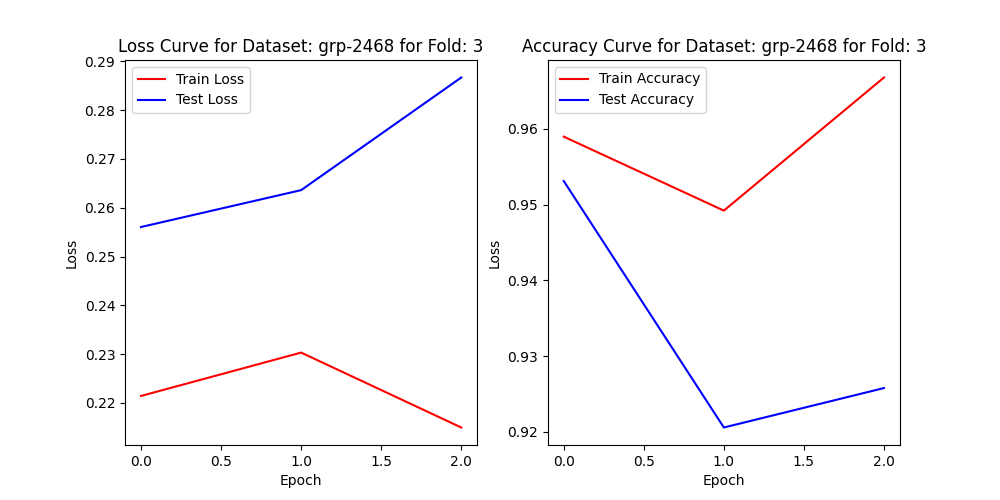 Loss Curve for Dataset: grp-2468 for Fold: 3
Train Loss
Test Loss
0.29
0.28
0.27
0.26
0.25
0.24
0.23
0.22
Loss
0.0 0.5 1.0 1.5 2.0
Epoch
Accuracy Curve for Dataset: grp-2468 for Fold: 3
Train Accuracy
Test Accuracy
0.96
0.95
0.94
0.93
0.92
Loss
0.0 0.5 1.0 1.5 2.0
Epoch